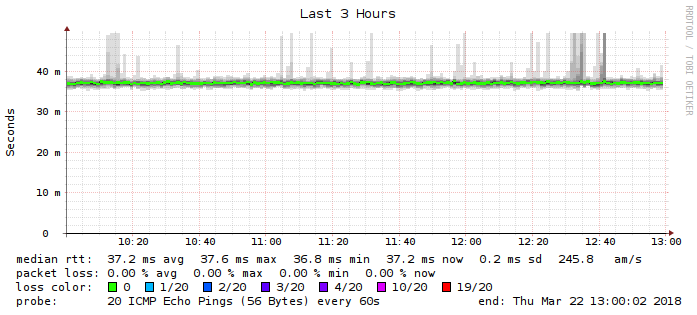 Last 3 Hours
RRDTOOL / TOBI OETIKER
Seconds
40 m
30 m
20 m
10 m
0
10:20 10:40 11:00 11:20 11:40 12:00 12:20 12:40 13:00
median rtt: 37.2 ms avg 37.6 ms max 36.8 ms min 37.2 ms now 0.2 ms sd 245.8 am/s
packet loss: 0.00 % avg 0.00 % max 0.00 % min 0.00 % now
loss color: 0 1/20 2/20 3/20 4/20 10/20 19/20
probe: 20 ICMP Echo Pings (56 Bytes) every 60s end: Thu Mar 22 13:00:02 2018